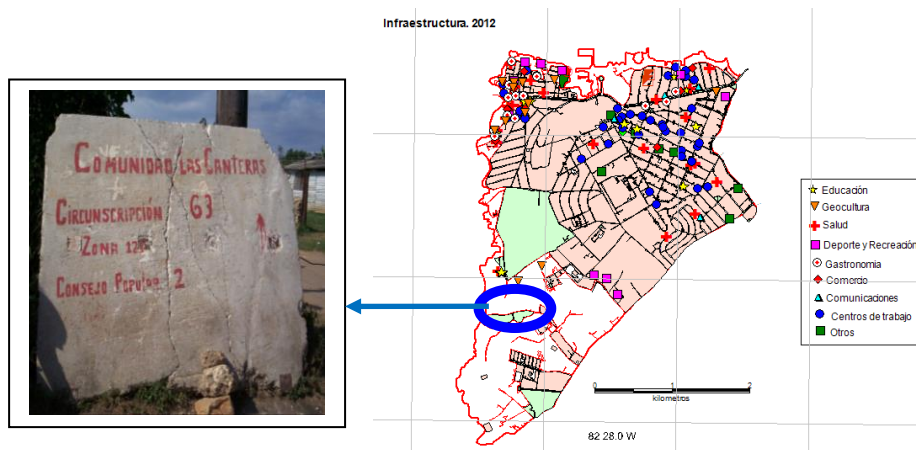 Infraestructura. 2012
COMUNIDAD LAS CANTERAS
CIRCUNSCRIPCIÓN 63
ZONA
CONSEJO POPULAR 2
Educación
Geocultura
Salud
Deporte y Recreación
Gastronomia
Comercio
Comunicaciones
Centros de trabajo
Otros
0 1 2
kilometros
82 28.0 W